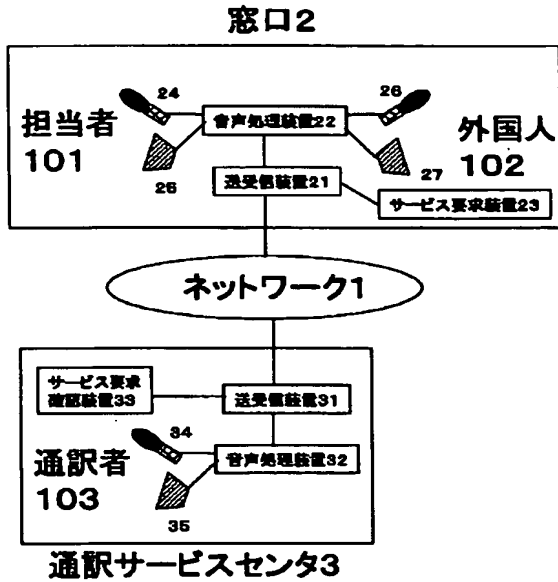 窓口2
24
26
担当者
101
音声処理装置22
外国人
102
25
27
送受信装置21
サービス要求装置23
ネットワーク1
サービス要求
確認装置33
送受信装置31
34
通訳者
103
音声処理装置32
35
通訳サービスセンタ3